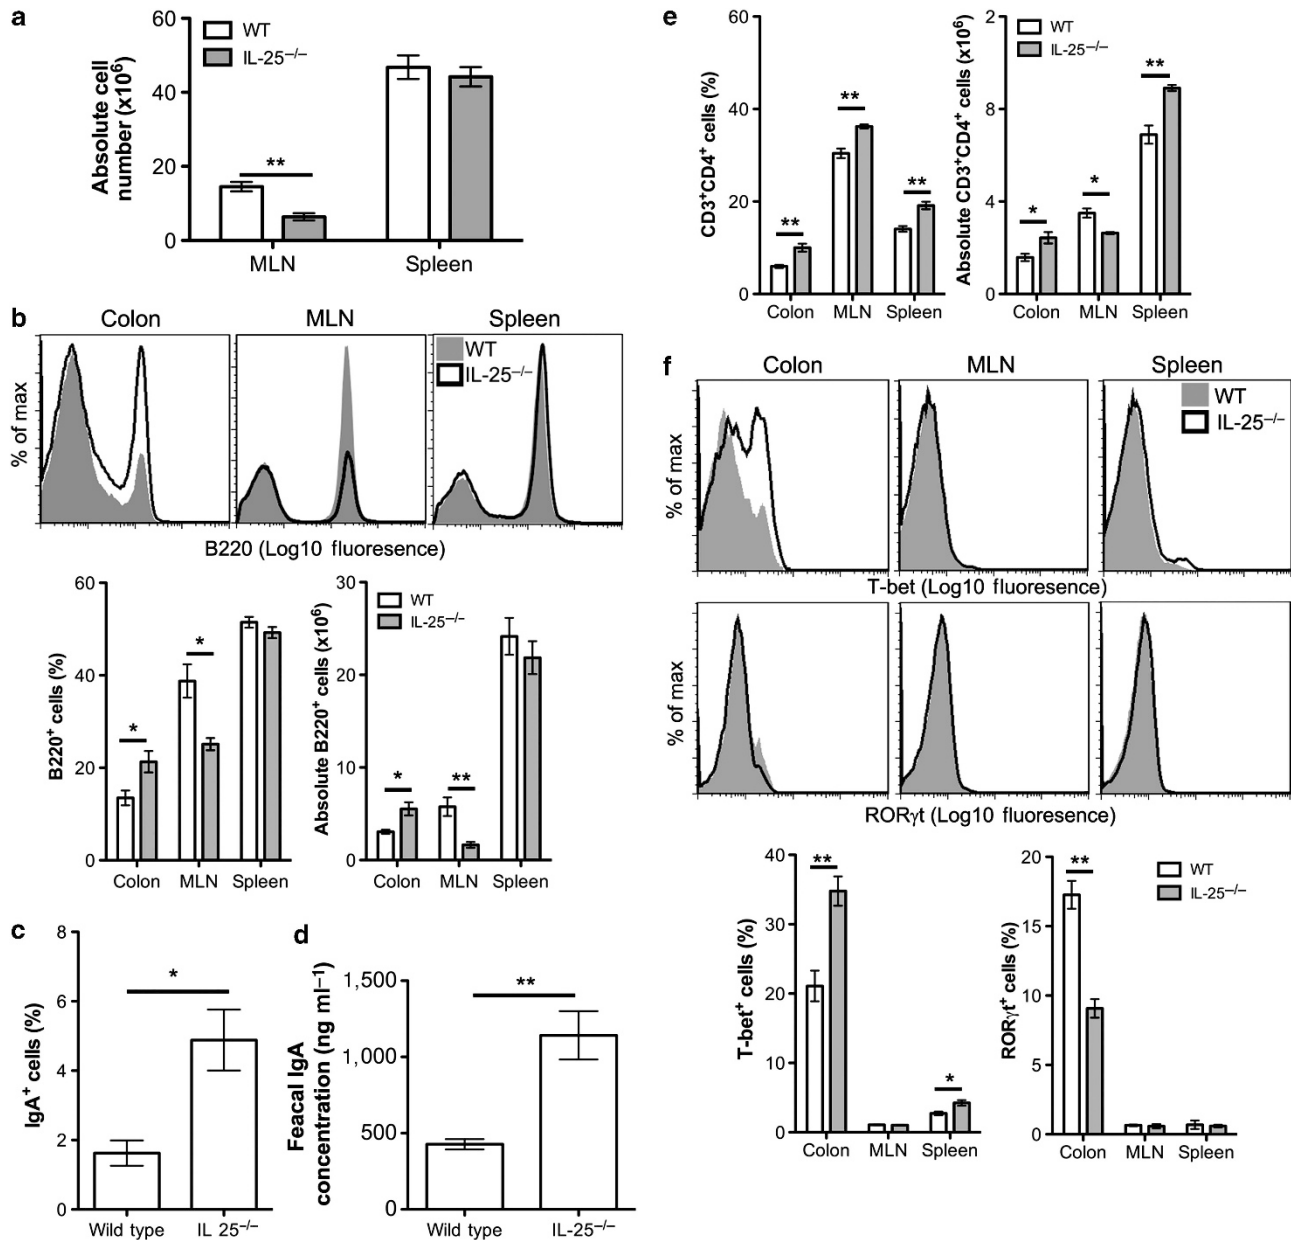 a
Absolute cell
number (x10⁶)
60
40
20
0
WT
IL-25⁻/⁻
**
MLN Spleen
b
Colon MLN Spleen
% of max
WT
IL-25⁻/⁻
B220 (Log10 fluoresence)
B220⁺ cells (%)
60
40
20
0
*
*
Colon MLN Spleen
Absolute B220⁺ cells (x10⁶)
30
20
10
0
WT
IL-25⁻/⁻
*
**
Colon MLN Spleen
c
IgA⁺ cells (%)
8
6
4
2
0
*
Wild type IL 25⁻/⁻
d
Feacal IgA
concentration (ng ml⁻¹)
1,500
1,000
500
0
**
Wild type IL-25⁻/⁻
e
CD3⁺CD4⁺ cells (%)
60
40
20
0
**
**
**
Colon MLN Spleen
Absolute CD3⁺CD4⁺ cells (x10⁶)
2
8
4
0
WT
IL-25⁻/⁻
*
*
**
Colon MLN Spleen
f
Colon MLN Spleen
% of max
WT
IL-25⁻/⁻
T-bet (Log10 fluoresence)
% of max
RORγt (Log10 fluoresence)
T-bet⁺ cells (%)
40
30
20
10
0
**
*
Colon MLN Spleen
RORγt⁺ cells (%)
20
15
10
5
0
**
WT
IL-25⁻/⁻
Colon MLN Spleen